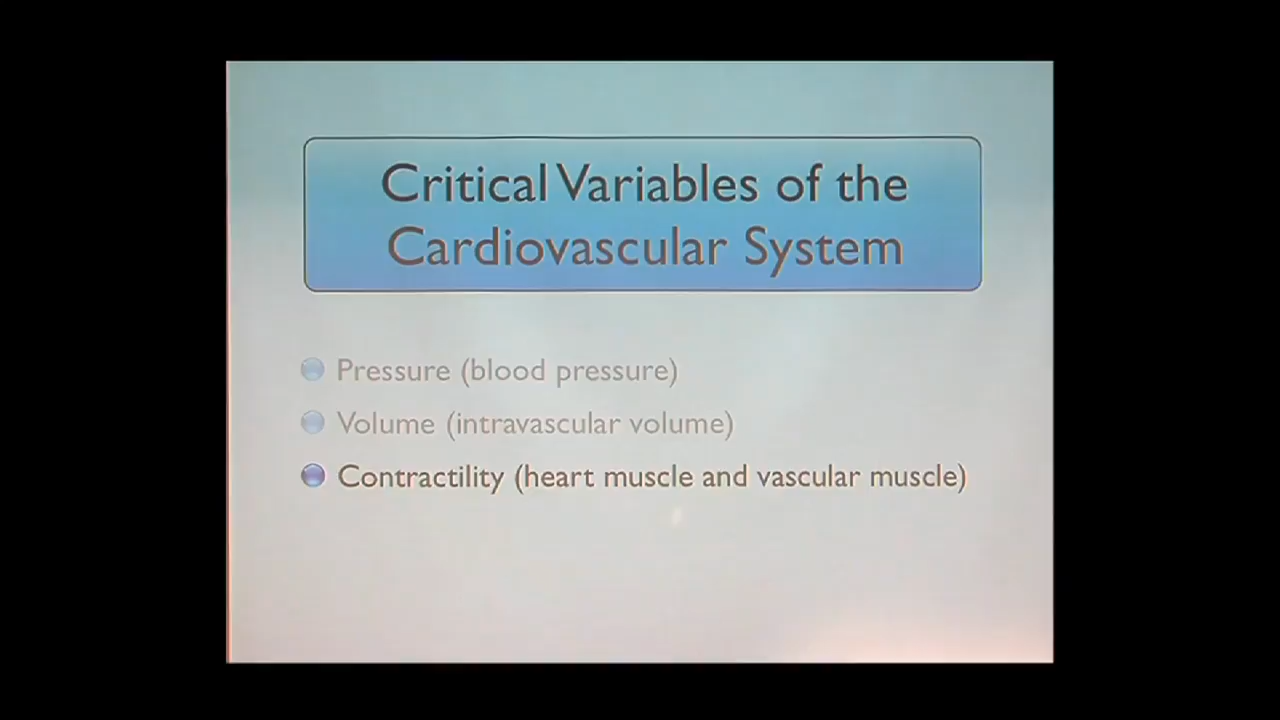 Critical Variables of the
Cardiovascular System
Pressure (blood pressure)
Volume (intravascular volume)
Contractility (heart muscle and vascular muscle)